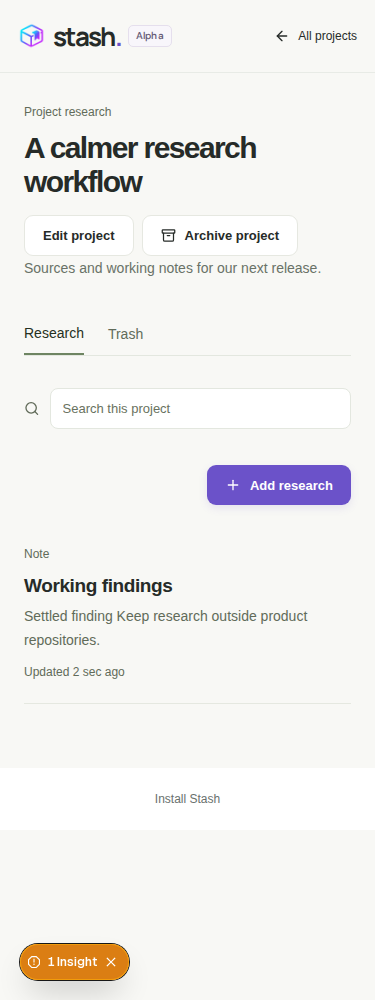 stash.
Alpha
All projects
Project research
A calmer research
workflow
Edit project
Archive project
Sources and working notes for our next release.
Research
Trash
Search this project
Add research
Note
Working findings
Settled finding Keep research outside product
repositories.
Updated 2 sec ago
Install Stash
1 Insight